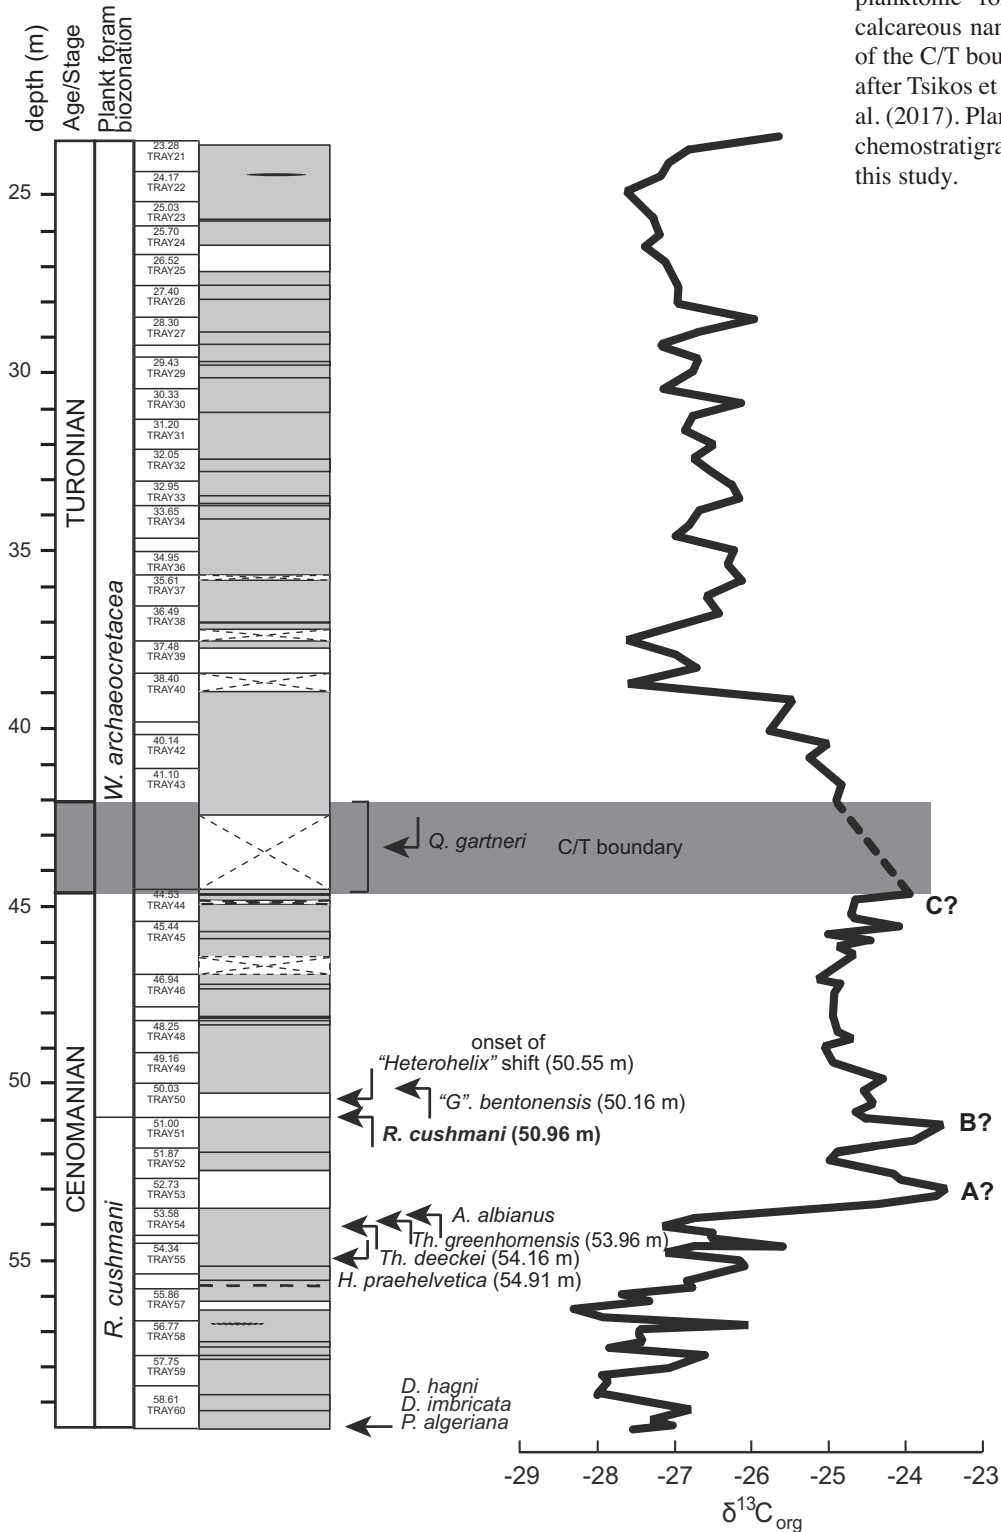 planktonic
calcareous nan
of the C/T bou
after Tsikos et
al. (2017). Plan
chemostratigra
this study.
depth (m)
Age/Stage
Plankt foram
biozonation
25
30
35
40
45
50
55
TURONIAN
CENOMANIAN
W. archaeocretacea
R. cushmani
23.28
TRAY21
24.17
TRAY22
25.03
TRAY23
25.70
TRAY24
26.52
TRAY25
27.40
TRAY26
28.30
TRAY27
29.43
TRAY29
30.33
TRAY30
31.20
TRAY31
32.05
TRAY32
32.95
TRAY33
33.65
TRAY34
34.95
TRAY36
35.61
TRAY37
36.49
TRAY38
37.48
TRAY39
38.40
TRAY40
40.14
TRAY42
41.10
TRAY43
44.53
TRAY44
45.44
TRAY45
46.94
TRAY46
48.25
TRAY48
49.16
TRAY49
50.03
TRAY50
51.00
TRAY51
51.87
TRAY52
52.73
TRAY53
53.58
TRAY54
54.34
TRAY55
55.86
TRAY57
56.77
TRAY58
57.75
TRAY59
58.61
TRAY60
Q. gartneri
C/T boundary
C?
onset of
"Heterohelix" shift (50.55 m)
"G". bentonensis (50.16 m)
R. cushmani (50.96 m)
B?
A?
A. albianus
Th. greenhornensis (53.96 m)
Th. deeckei (54.16 m)
H. praehelvetica (54.91 m)
D. hagni
D. imbricata
P. algeriana
-29 -28 -27 -26 -25 -24 -23
δ13Corg